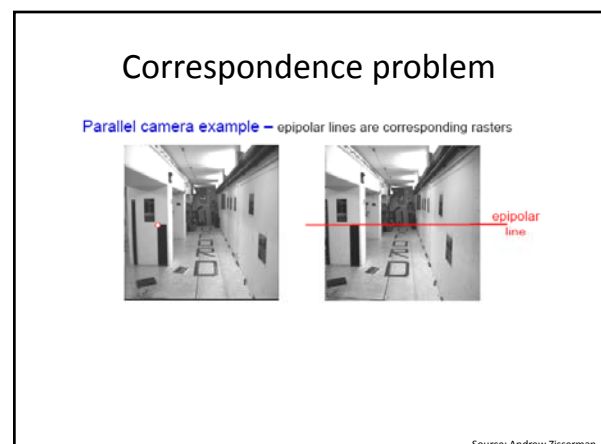 Correspondence problem
Parallel camera example – epipolar lines are corresponding rasters
epipolar
line
Source: Andrew Zisserman